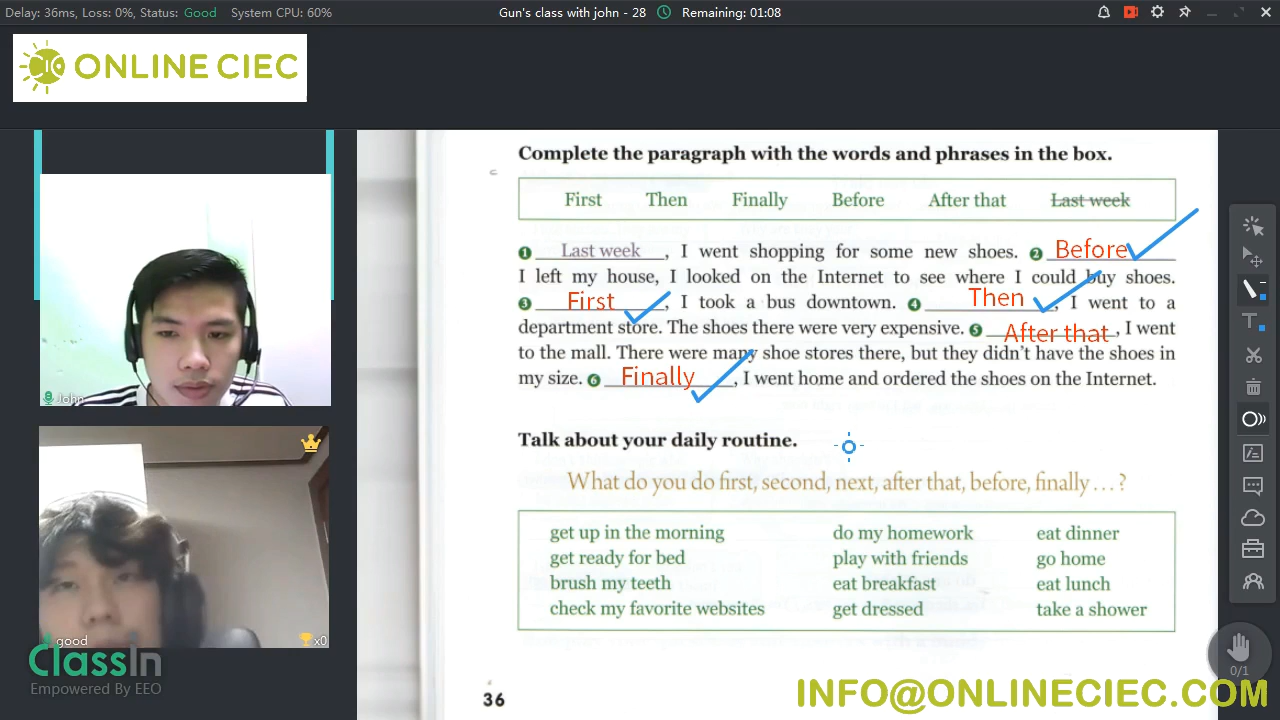 Delay: 36ms, Loss: 0%, Status: Good System CPU: 60% Gun's class with john - 28 Remaining: 01:08
ONLINE CIEC
Complete the paragraph with the words and phrases in the box.
First Then Finally Before After that Last week
1 Last week, I went shopping for some new shoes. 2 Before
I left my house, I looked on the Internet to see where I could buy shoes.
3 First, I took a bus downtown. 4 Then, I went to a
department store. The shoes there were very expensive. 5 After that, I went
to the mall. There were many shoe stores there, but they didn't have the shoes in
my size. 6 Finally, I went home and ordered the shoes on the Internet.
Talk about your daily routine.
What do you do first, second, next, after that, before, finally . . . ?
get up in the morning do my homework eat dinner
get ready for bed play with friends go home
brush my teeth eat breakfast eat lunch
check my favorite websites get dressed take a shower
36
John
good
x0
ClassIn
Empowered By EEO
0/1
INFO@ONLINECIEC.COM